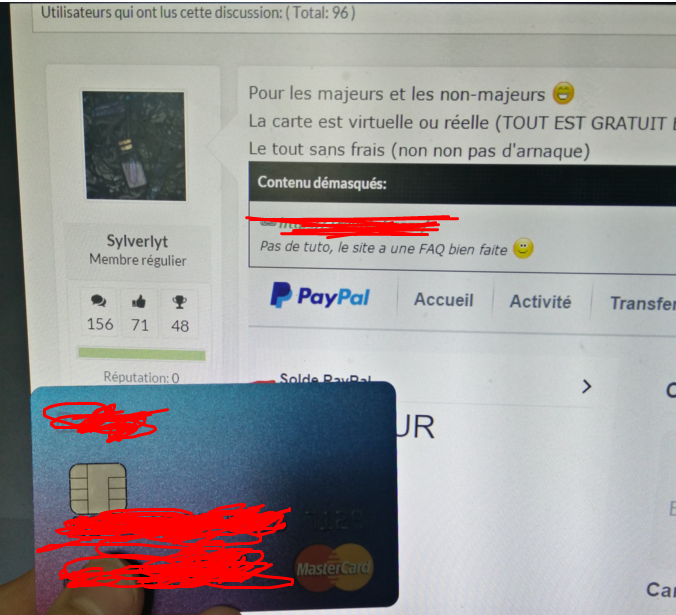 Utilisateurs qui ont lus cette discussion: ( Total: 96 )
Pour les majeurs et les non-majeurs
La carte est virtuelle ou réelle (TOUT EST GRATUIT
Le tout sans frais (non non pas d'arnaque)
Contenu démasqués:
Pas de tuto, le site a une FAQ bien faite
Sylverlyt
Membre régulier
156 71 48
Réputation: 0
PayPal Accueil Activité Transfer
Solde PayPal
UR
MasterCard
Car